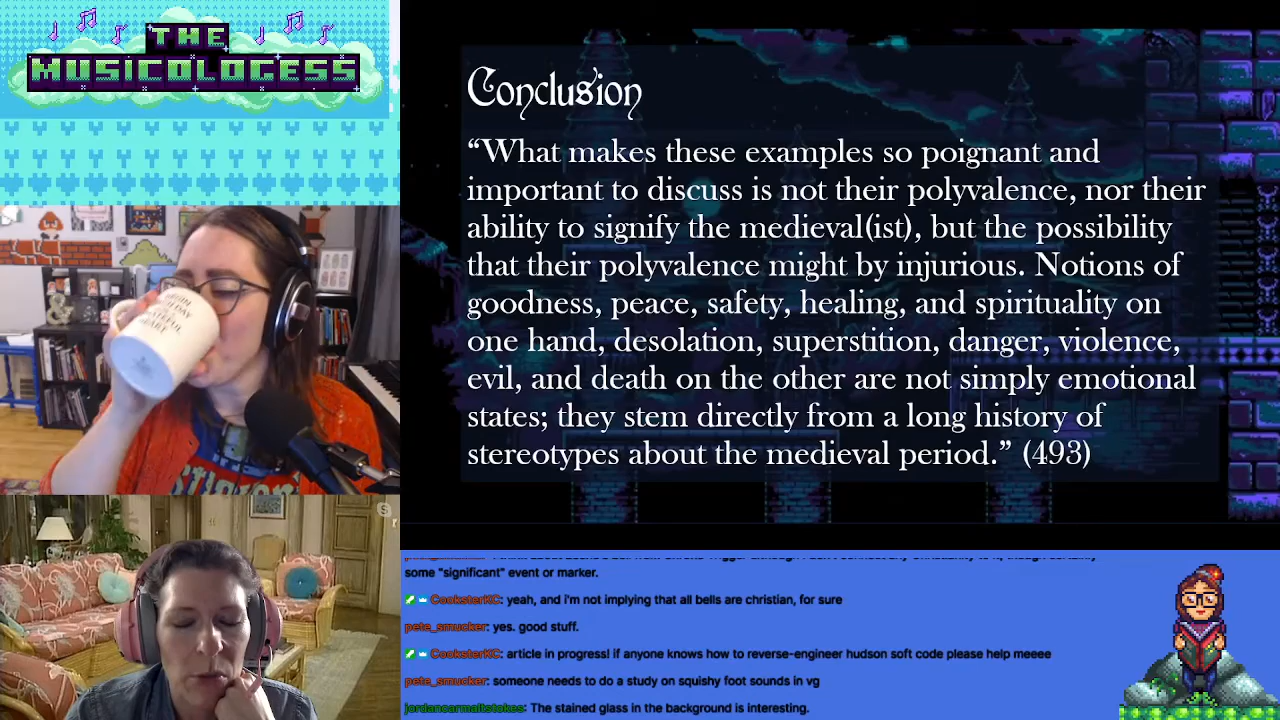 THE
MUSICOLOGESS
Conclusion
“What makes these examples so poignant and
important to discuss is not their polyvalence, nor their
ability to signify the medieval(ist), but the possibility
that their polyvalence might by injurious. Notions of
goodness, peace, safety, healing, and spirituality on
one hand, desolation, superstition, danger, violence,
evil, and death on the other are not simply emotional
states; they stem directly from a long history of
stereotypes about the medieval period.” (493)
some "significant" event or marker.
CooksterKC: yeah, and i'm not implying that all bells are christian, for sure
pete_smucker: yes. good stuff.
CooksterKC: article in progress! if anyone knows how to reverse-engineer hudson soft code please help meeee
pete_smucker: someone needs to do a study on squishy foot sounds in vg
jordancarmaltstokes: The stained glass in the background is interesting.